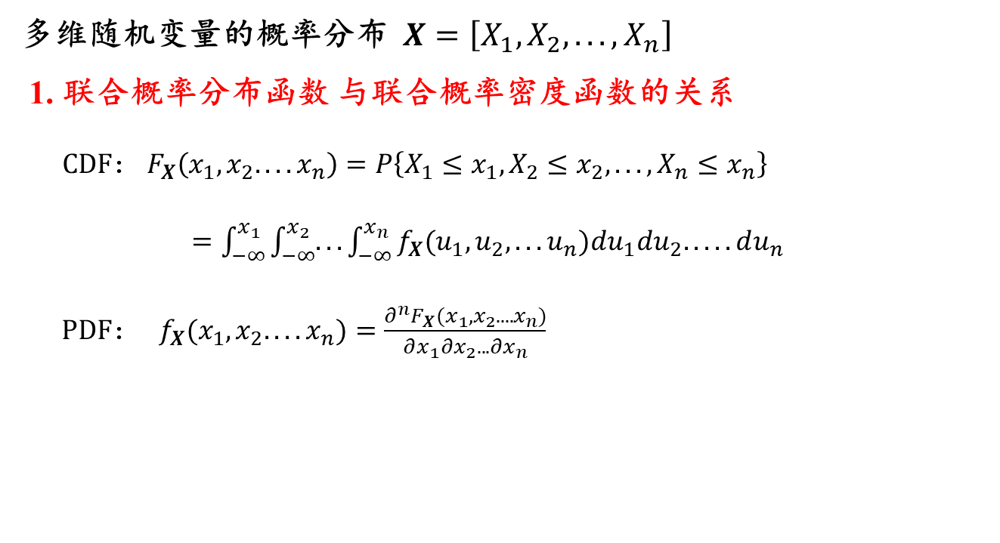 多维随机变量的概率分布 𝑿 = [𝑋₁, 𝑋₂, . . . , 𝑋ₙ]
1. 联合概率分布函数 与联合概率密度函数的关系
CDF: 𝐹_𝑿(𝑥₁, 𝑥₂. . . . 𝑥ₙ) = 𝑃{𝑋₁ ≤ 𝑥₁, 𝑋₂ ≤ 𝑥₂, . . . , 𝑋ₙ ≤ 𝑥ₙ}
= ∫_{−∞}^{𝑥₁} ∫_{−∞}^{𝑥₂} . . . ∫_{−∞}^{𝑥ₙ} 𝑓_𝑿(𝑢₁, 𝑢₂, . . . 𝑢ₙ)𝑑𝑢₁𝑑𝑢₂. . . . . 𝑑𝑢ₙ
PDF: 𝑓_𝑿(𝑥₁, 𝑥₂. . . . 𝑥ₙ) = ∂ⁿ𝐹_𝑿(𝑥₁,𝑥₂....𝑥ₙ) / ∂𝑥₁∂𝑥₂...∂𝑥ₙ